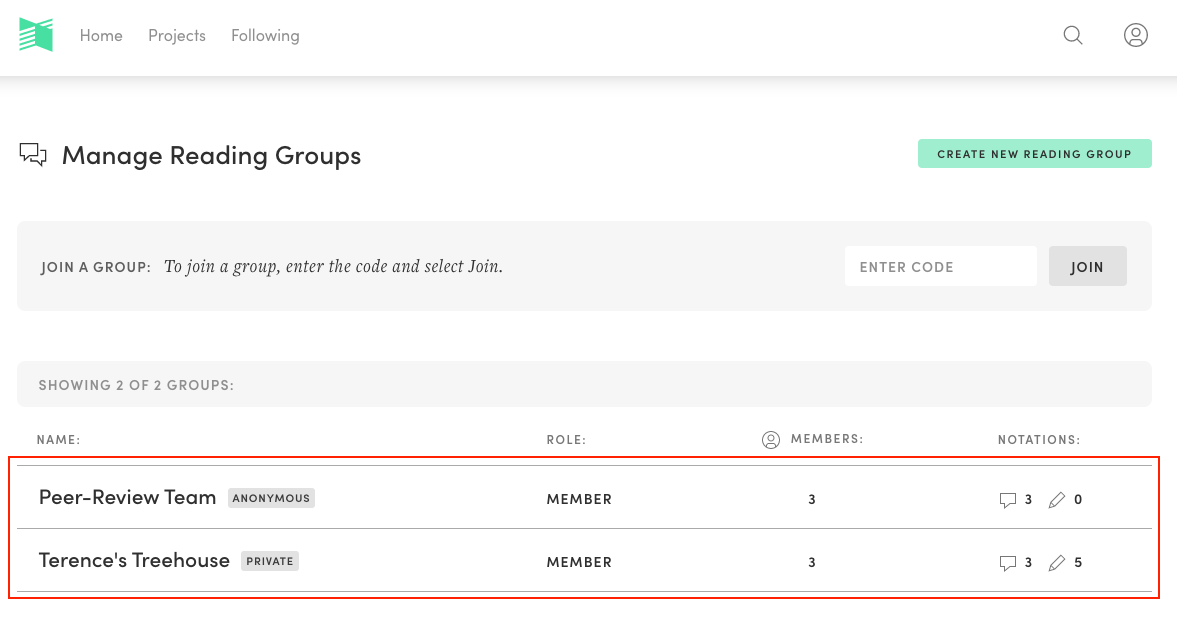 Home Projects Following
Manage Reading Groups
CREATE NEW READING GROUP
JOIN A GROUP: To join a group, enter the code and select Join.
ENTER CODE
JOIN
SHOWING 2 OF 2 GROUPS:
NAME: ROLE: MEMBERS: NOTATIONS:
Peer-Review Team ANONYMOUS MEMBER 3 3 0
Terence's Treehouse PRIVATE MEMBER 3 3 5